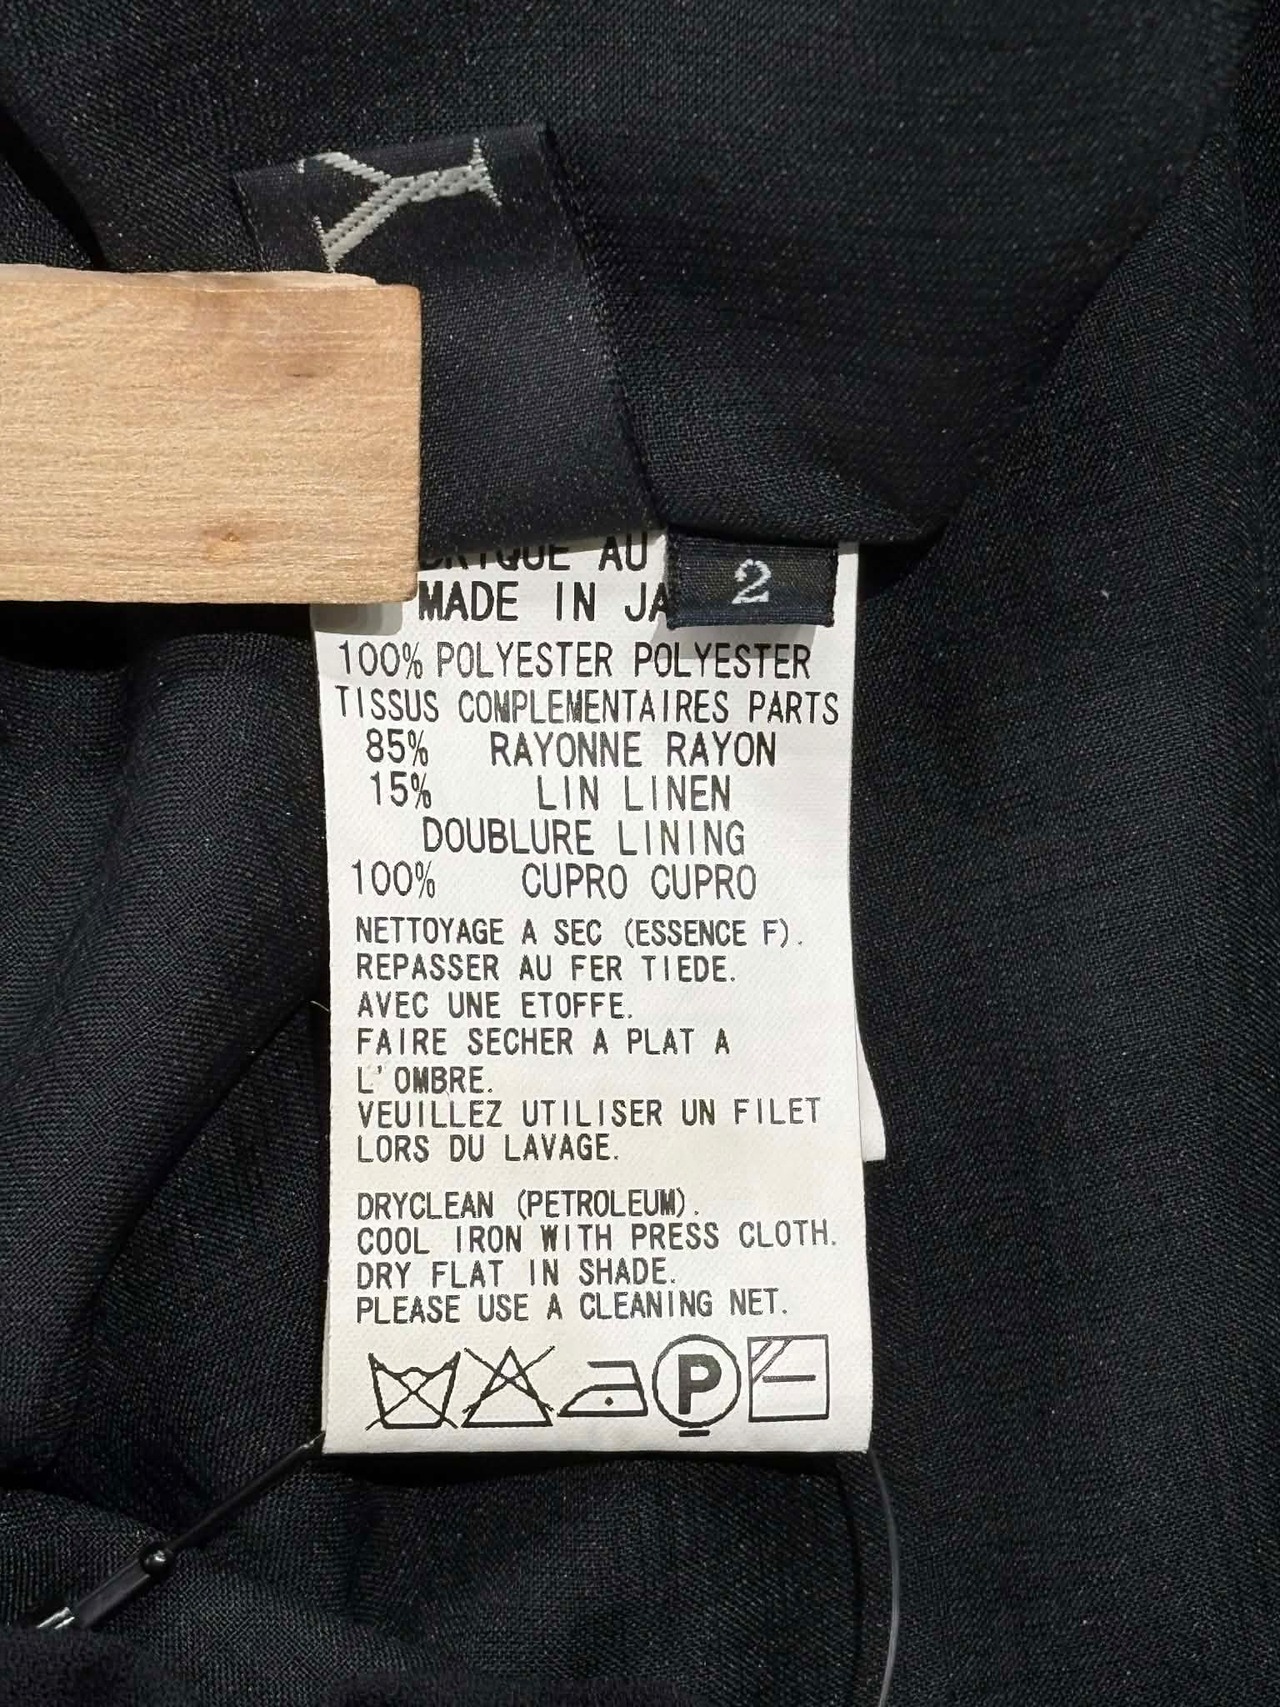 Y
AU
MADE IN
2
100% POLYESTER POLYESTER
TISSUS COMPLEMENTAIRES PARTS
85% RAYONNE RAYON
15% LIN LINEN
DOUBLURE LINING
100% CUPRO CUPRO
NETTOYAGE A SEC (ESSENCE F).
REPASSER AU FER TIEDE.
AVEC UNE ETOFFE.
FAIRE SECHER A PLAT A
L'OMBRE.
VEUILLEZ UTILISER UN FILET
LORS DU LAVAGE.
DRYCLEAN (PETROLEUM).
COOL IRON WITH PRESS CLOTH.
DRY FLAT IN SHADE.
PLEASE USE A CLEANING NET.
P